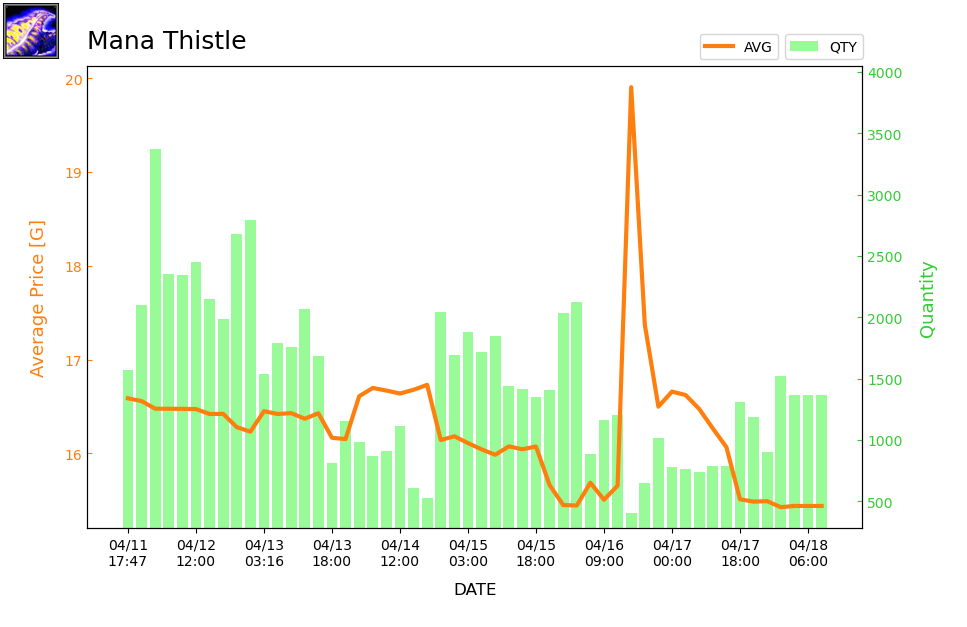 Mana Thistle
AVG
QTY
20
19
18
17
16
Average Price [G]
4000
3500
3000
2500
2000
1500
1000
500
Quantity
04/11 04/12 04/13 04/13 04/14 04/15 04/15 04/16 04/17 04/17 04/18
17:47 12:00 03:16 18:00 12:00 03:00 18:00 09:00 00:00 18:00 06:00
DATE